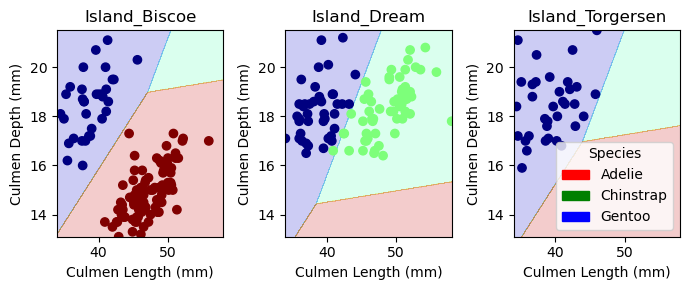 Island_Biscoe
20
18
16
14
40
50
Culmen Depth (mm)
Culmen Length (mm)
Island_Dream
20
18
16
14
40
50
Culmen Depth (mm)
Culmen Length (mm)
Island_Torgersen
20
18
16
14
40
50
Culmen Depth (mm)
Culmen Length (mm)
Species
Adelie
Chinstrap
Gentoo